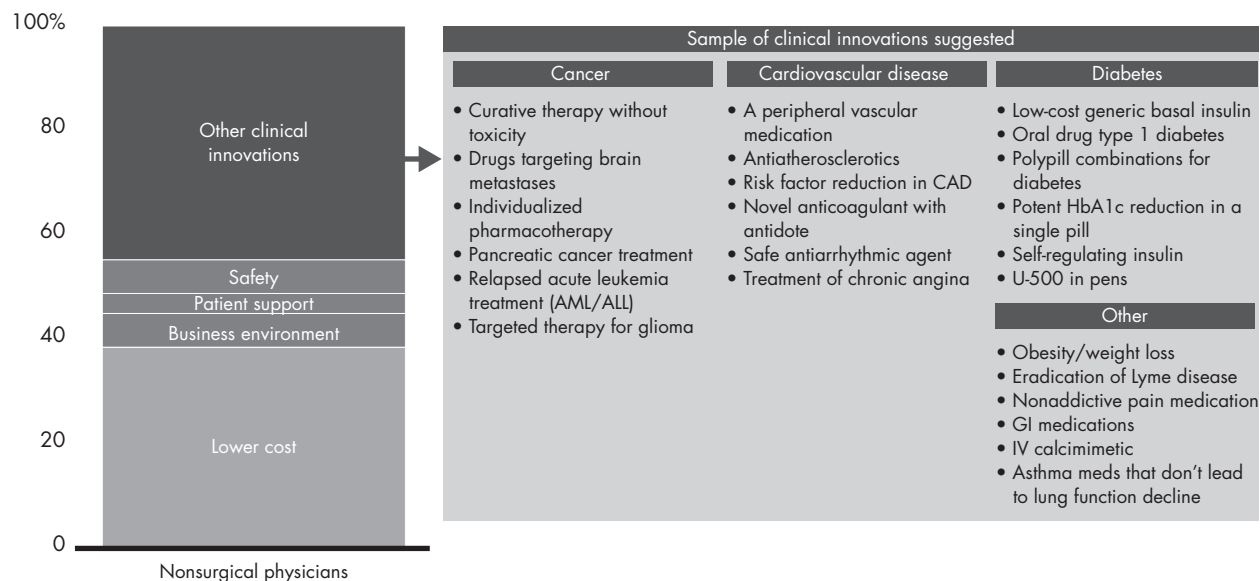 100%
80
60
40
20
0
Other clinical
innovations
Safety
Patient support
Business environment
Lower cost
Nonsurgical physicians
Sample of clinical innovations suggested
Cancer
• Curative therapy without
toxicity
• Drugs targeting brain
metastases
• Individualized
pharmacotherapy
• Pancreatic cancer treatment
• Relapsed acute leukemia
treatment (AML/ALL)
• Targeted therapy for glioma
Cardiovascular disease
• A peripheral vascular
medication
• Antiatherosclerotics
• Risk factor reduction in CAD
• Novel anticoagulant with
antidote
• Safe antiarrhythmic agent
• Treatment of chronic angina
Diabetes
• Low-cost generic basal insulin
• Oral drug type 1 diabetes
• Polypill combinations for
diabetes
• Potent HbA1c reduction in a
single pill
• Self-regulating insulin
• U-500 in pens
Other
• Obesity/weight loss
• Eradication of Lyme disease
• Nonaddictive pain medication
• GI medications
• IV calcimimetic
• Asthma meds that don’t lead
to lung function decline